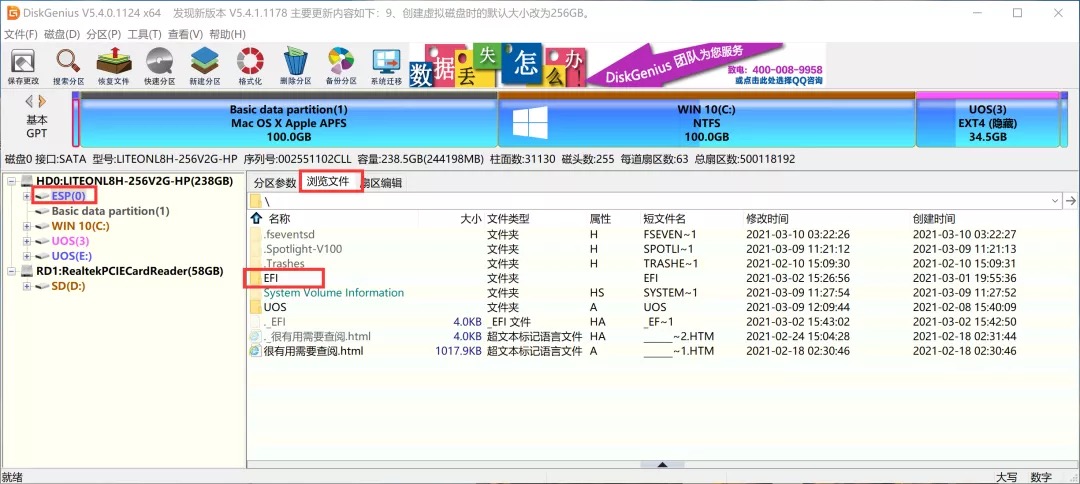 DiskGenius V5.4.0.1124 x64 发现新版本 V5.4.1.1178 主要更新内容如下：9、创建虚拟磁盘时的默认大小改为256GB。
文件(F) 磁盘(D) 分区(P) 工具(T) 查看(V) 帮助(H)
保存更改 搜索分区 恢复文件 快速分区 新建分区 格式化 删除分区 备份分区 系统迁移
数据丢失怎么办
DiskGenius 团队为您服务
致电：400-008-9958
或点击此处选择QQ咨询
基本
GPT
Basic data partition(1)
Mac OS X Apple APFS
100.0GB
WIN 10(C:)
NTFS
100.0GB
UOS(3)
EXT4 (隐藏)
34.5GB
磁盘0 接口:SATA 型号:LITEONL8H-256V2G-HP 序列号:002551102CLL 容量:238.5GB(244198MB) 柱面数:31130 磁头数:255 每道扇区数:63 总扇区数:500118192
HD0:LITEONL8H-256V2G-HP(238GB)
ESP(0)
Basic data partition(1)
WIN 10(C:)
UOS(3)
UOS(E:)
RD1:RealtekPCIECardReader(58GB)
SD(D:)
分区参数 浏览文件 扇区编辑
\
名称 大小 文件类型 属性 短文件名 修改时间 创建时间
.fseventsd 文件夹 H FSEVEN~1 2021-03-10 03:22:26 2021-03-10 03:22:27
.Spotlight-V100 文件夹 H SPOTLI~1 2021-03-09 11:21:12 2021-03-09 11:21:13
.Trashes 文件夹 H TRASHE~1 2021-02-10 15:09:30 2021-02-10 15:09:31
EFI 文件夹 EFI 2021-03-02 15:26:56 2021-03-01 19:55:36
System Volume Information 文件夹 HS SYSTEM~1 2021-03-09 11:27:54 2021-03-09 11:27:52
UOS 文件夹 A UOS 2021-03-09 12:09:44 2021-02-08 15:40:09
._EFI 4.0KB _EFI 文件 HA _EF~1 2021-03-02 15:43:02 2021-03-02 15:42:50
._很有用需要查阅.html 4.0KB 超文本标记语言文件 HA ______~2.HTM 2021-02-24 15:04:28 2021-02-18 02:31:44
很有用需要查阅.html 1017.9KB 超文本标记语言文件 A ______~1.HTM 2021-02-18 02:30:46 2021-02-18 02:30:46
就绪 大写 数字